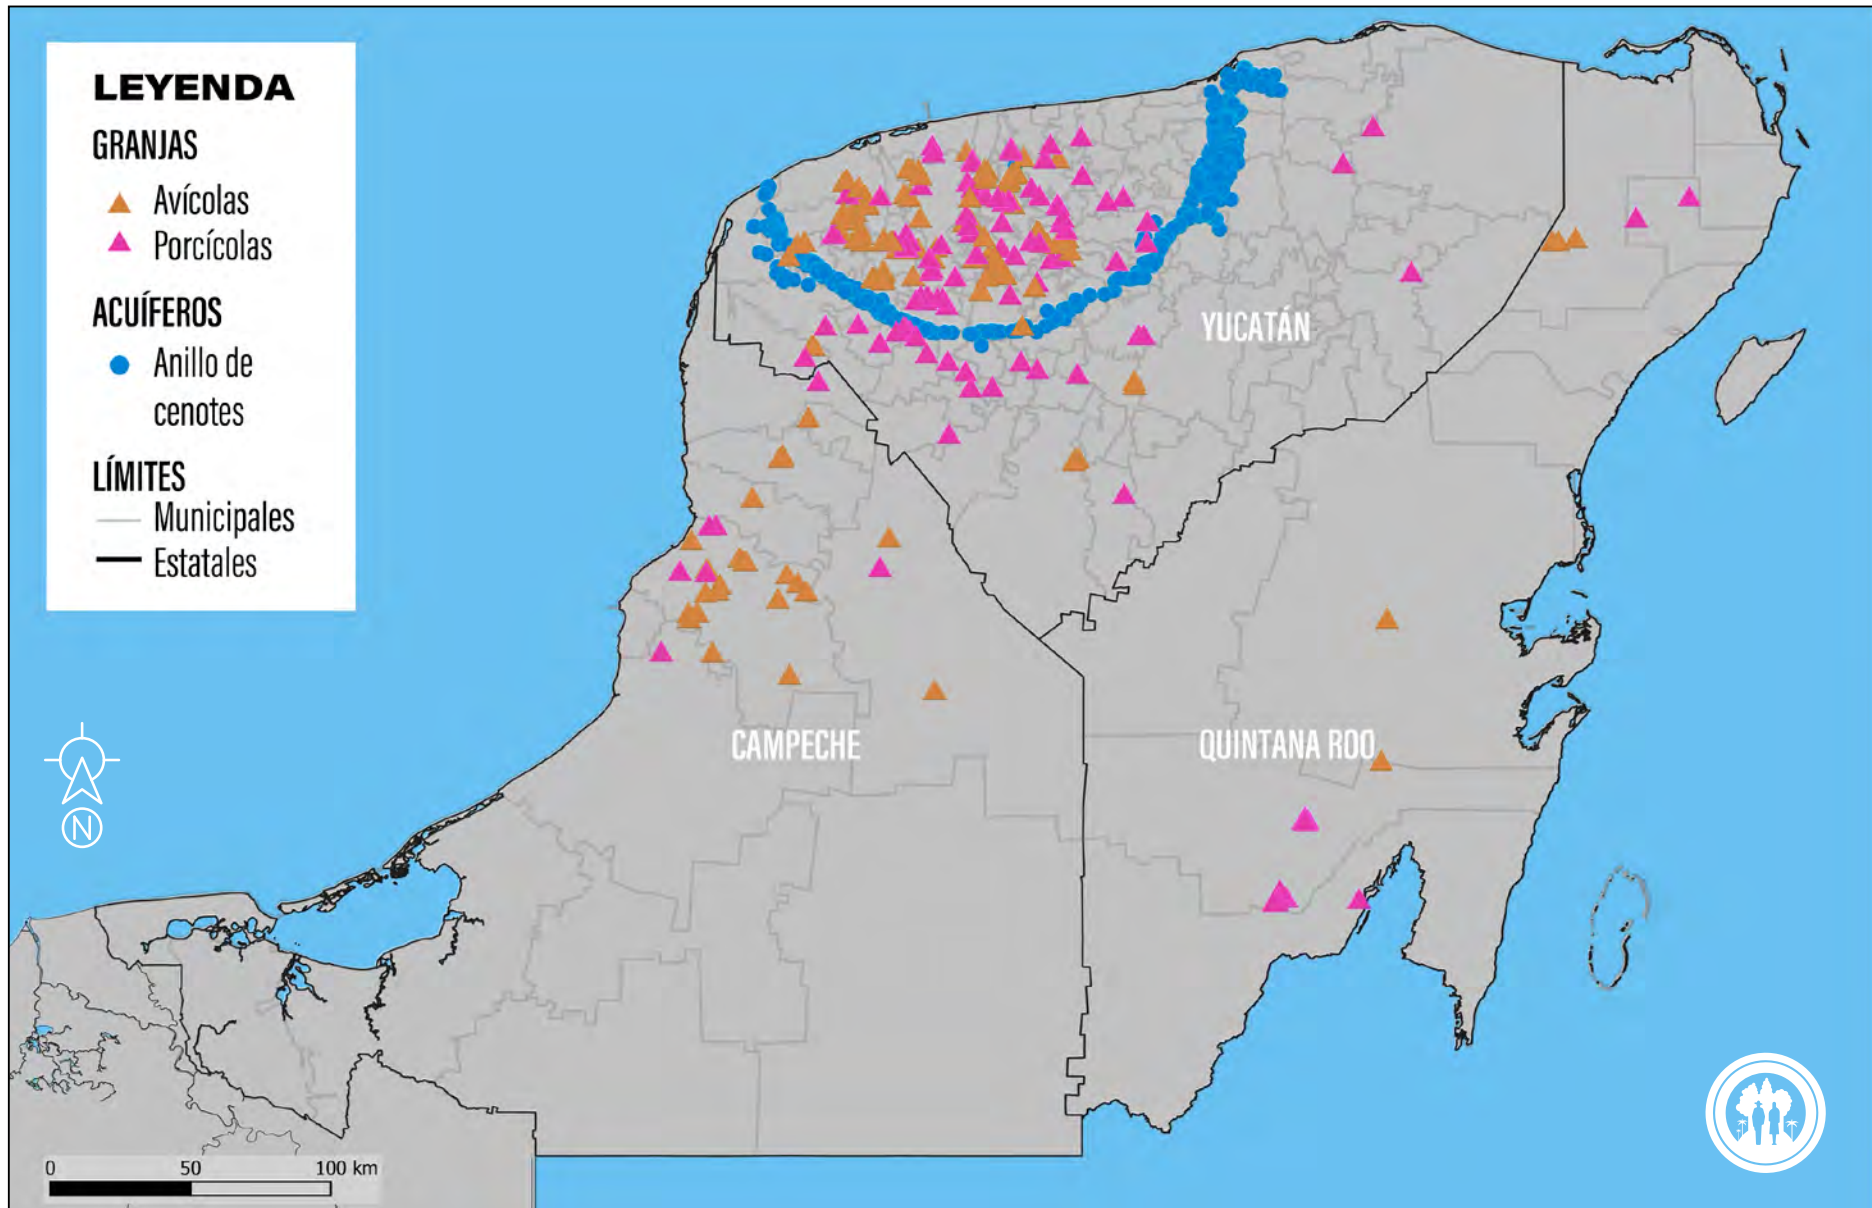 LEYENDA
GRANJAS
Avícolas
Porcícolas
ACUÍFEROS
Anillo de
cenotes
LÍMITES
Municipales
Estatales
YUCATÁN
CAMPECHE
QUINTANA ROO
N
0 50 100 km